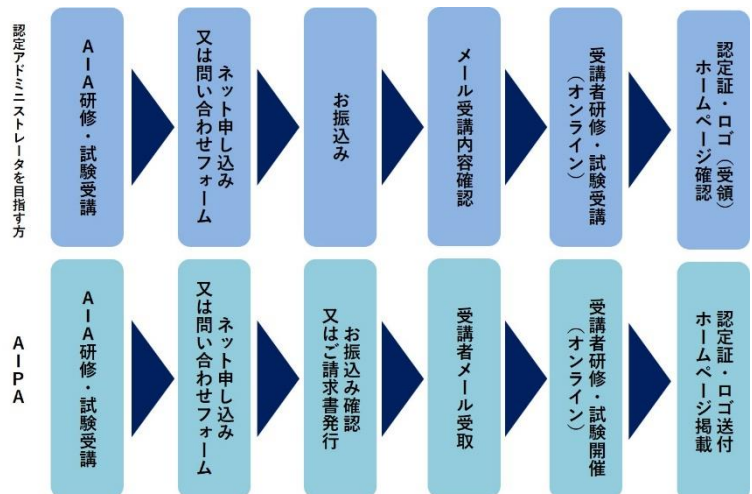 認定アドミニストレータを目指す方
AIA研修・試験受講
ネット申し込み
又は問い合わせフォーム
お振込み
メール受講内容確認
受講者研修・試験受講
(オンライン)
認定証・ロゴ(受領)
ホームページ確認
AIPA
AIA研修・試験受講
ネット申し込み
又は問い合わせフォーム
お振込み確認
又はご請求書発行
受講者メール受取
受講者研修・試験開催
(オンライン)
認定証・ロゴ送付
ホームページ掲載